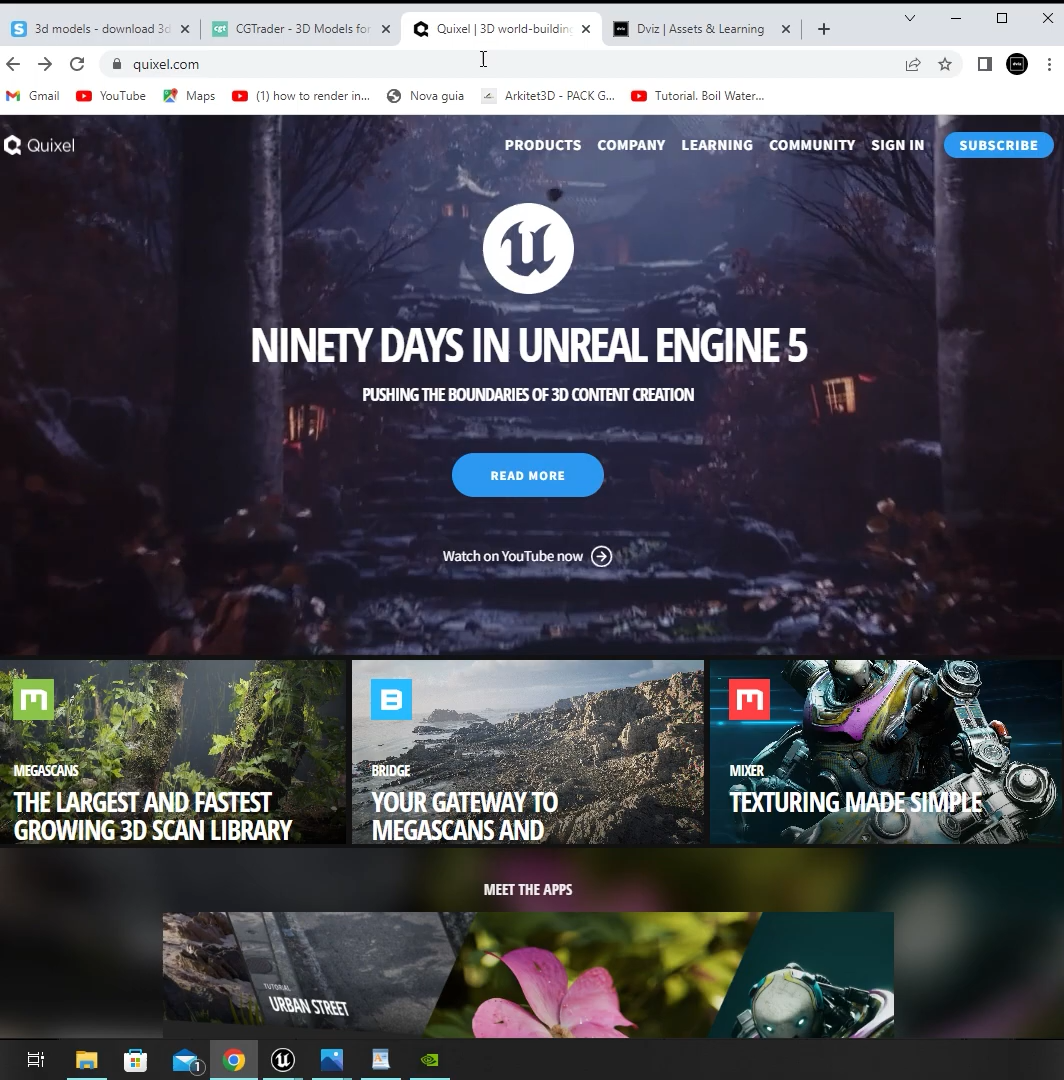 3d models - download 3d
CGTrader - 3D Models for
Quixel | 3D world-building
Dviz | Assets & Learning
quixel.com
Gmail
YouTube
Maps
(1) how to render in...
Nova guia
Arkitet3D - PACK G...
Tutorial. Boil Water...
Quixel
PRODUCTS
COMPANY
LEARNING
COMMUNITY
SIGN IN
SUBSCRIBE
NINETY DAYS IN UNREAL ENGINE 5
PUSHING THE BOUNDARIES OF 3D CONTENT CREATION
READ MORE
Watch on YouTube now
MEGASCANS
THE LARGEST AND FASTEST
GROWING 3D SCAN LIBRARY
BRIDGE
YOUR GATEWAY TO
MEGASCANS AND
MIXER
TEXTURING MADE SIMPLE
MEET THE APPS
TUTORIAL
URBAN STREET
1